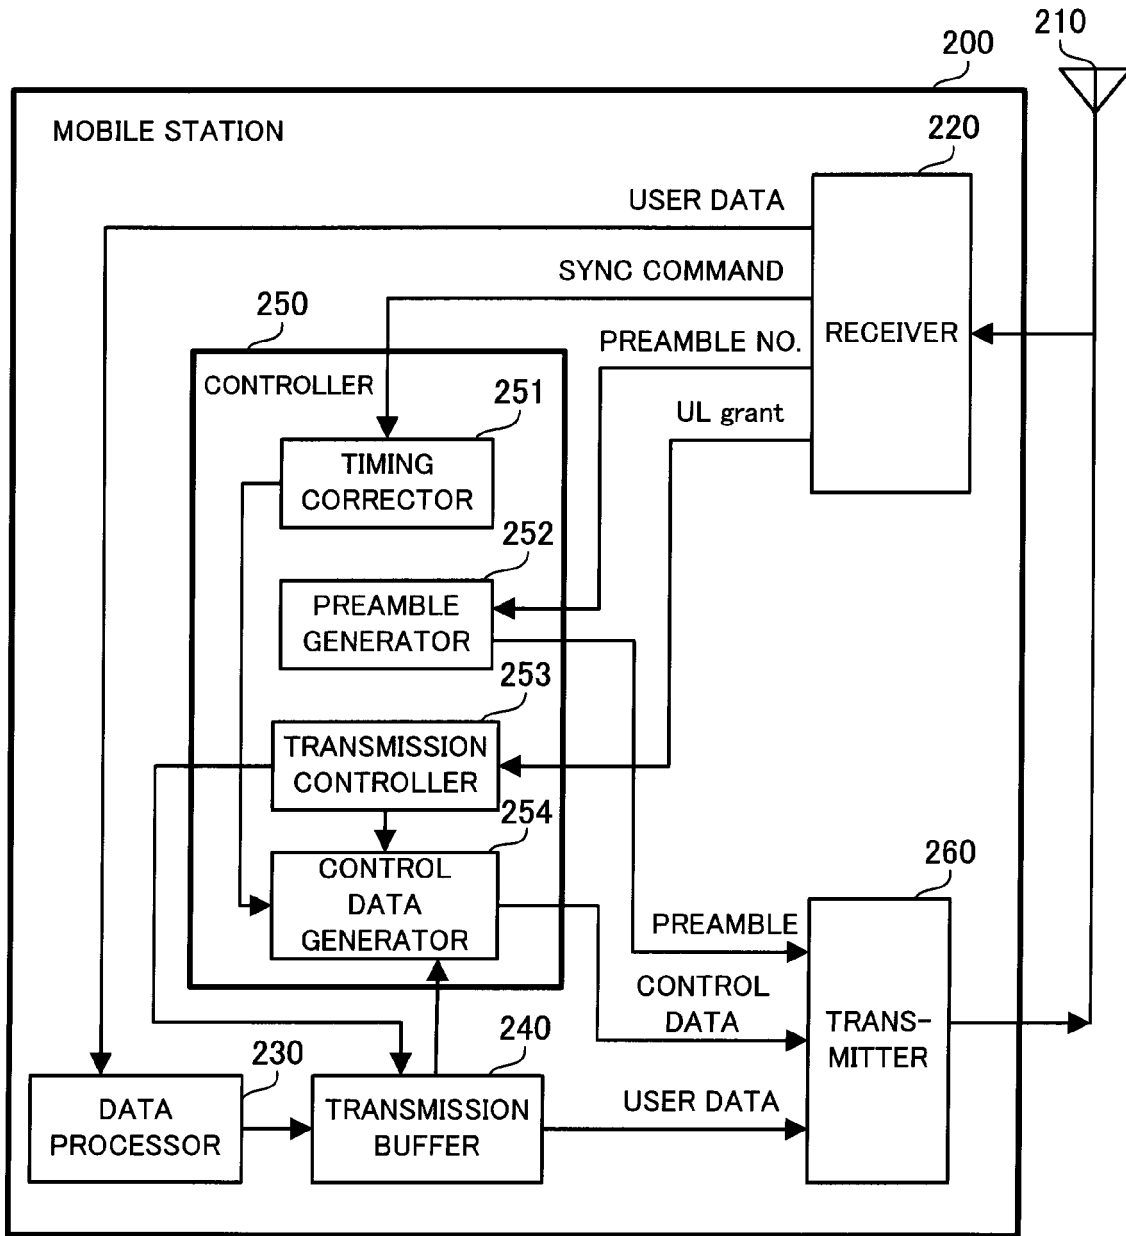 210
200
MOBILE STATION
220
USER DATA
SYNC COMMAND
250
PREAMBLE NO.
RECEIVER
CONTROLLER
251
UL grant
TIMING
CORRECTOR
252
PREAMBLE
GENERATOR
253
TRANSMISSION
CONTROLLER
254
CONTROL
DATA
GENERATOR
260
PREAMBLE
CONTROL
DATA
TRANS-
MITTER
230
240
DATA
PROCESSOR
TRANSMISSION
BUFFER
USER DATA